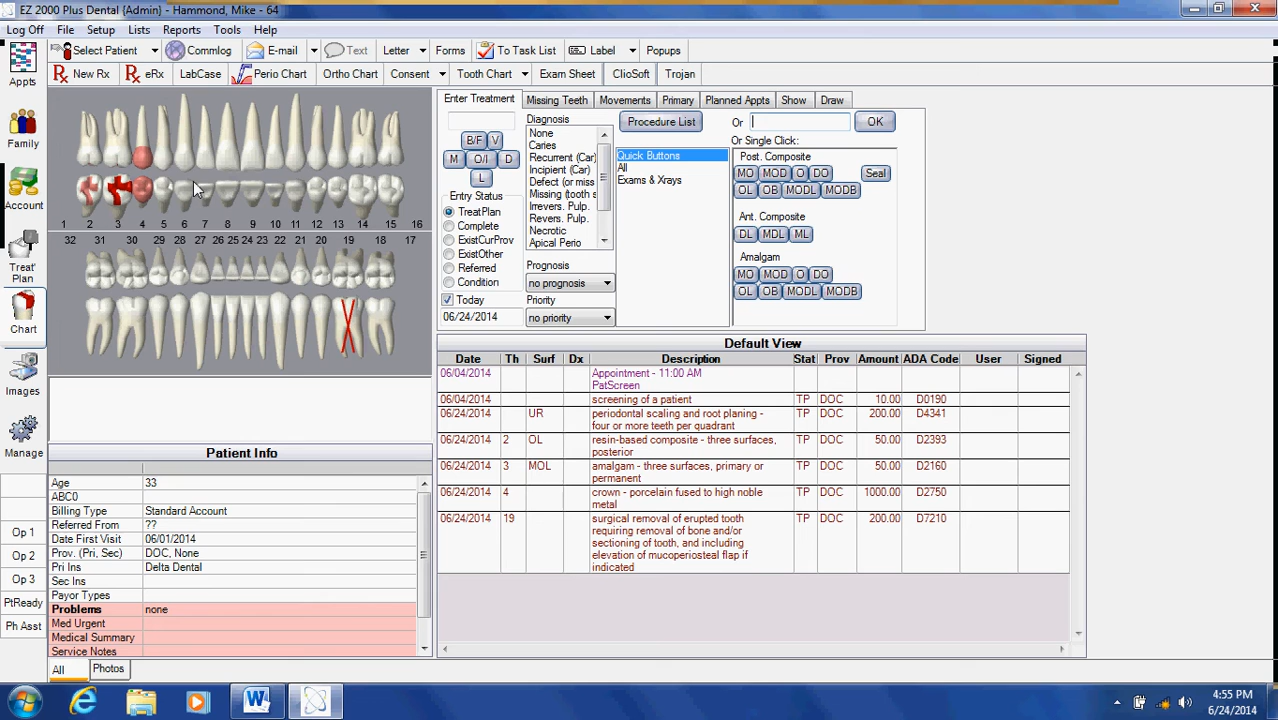 EZ 2000 Plus Dental {Admin} - Hammond, Mike - 64
Log Off File Setup Lists Reports Tools Help
Select Patient Commlog E-mail Text Letter Forms To Task List Label Popups
New Rx eRx LabCase Perio Chart Ortho Chart Consent Tooth Chart Exam Sheet ClioSoft Trojan
Appts
Family
Account
Treat' Plan
Chart
Images
Manage
Op 1
Op 2
Op 3
PtReady
Ph Asst
1 2 3 4 5 6 7 8 9 10 11 12 13 14 15 16
32 31 30 29 28 27 26 25 24 23 22 21 20 19 18 17
Enter Treatment Missing Teeth Movements Primary Planned Appts Show Draw
B/F V
M O/I D
L
Entry Status
TreatPlan
Complete
ExistCurProv
ExistOther
Referred
Condition
Today
06/24/2014
Diagnosis
None
Caries
Recurrent (Car)
Incipient (Car)
Defect (or miss
Missing (tooth s
Irrevers. Pulp.
Revers. Pulp.
Necrotic
Apical Perio
Prognosis
no prognosis
Priority
no priority
Procedure List
Quick Buttons
All
Exams & Xrays
Or OK
Or Single Click:
Post. Composite
MO MOD O DO Seal
OL OB MODL MODB
Ant. Composite
DL MDL ML
Amalgam
MO MOD O DO
OL OB MODL MODB
Default View
Date Th Surf Dx Description Stat Prov Amount ADA Code User Signed
06/04/2014 Appointment - 11:00 AM
PatScreen
06/04/2014 screening of a patient TP DOC 10.00 D0190
06/24/2014 UR periodontal scaling and root planing - TP DOC 200.00 D4341
four or more teeth per quadrant
06/24/2014 2 OL resin-based composite - three surfaces, TP DOC 50.00 D2393
posterior
06/24/2014 3 MOL amalgam - three surfaces, primary or TP DOC 50.00 D2160
permanent
06/24/2014 4 crown - porcelain fused to high noble TP DOC 1000.00 D2750
metal
06/24/2014 19 surgical removal of erupted tooth TP DOC 200.00 D7210
requiring removal of bone and/or
sectioning of tooth, and including
elevation of mucoperiosteal flap if
indicated
Patient Info
Age 33
ABC0
Billing Type Standard Account
Referred From ??
Date First Visit 06/01/2014
Prov. (Pri, Sec) DOC, None
Pri Ins Delta Dental
Sec Ins
Payor Types
Problems none
Med Urgent
Medical Summary
Service Notes
All Photos
4:55 PM
6/24/2014